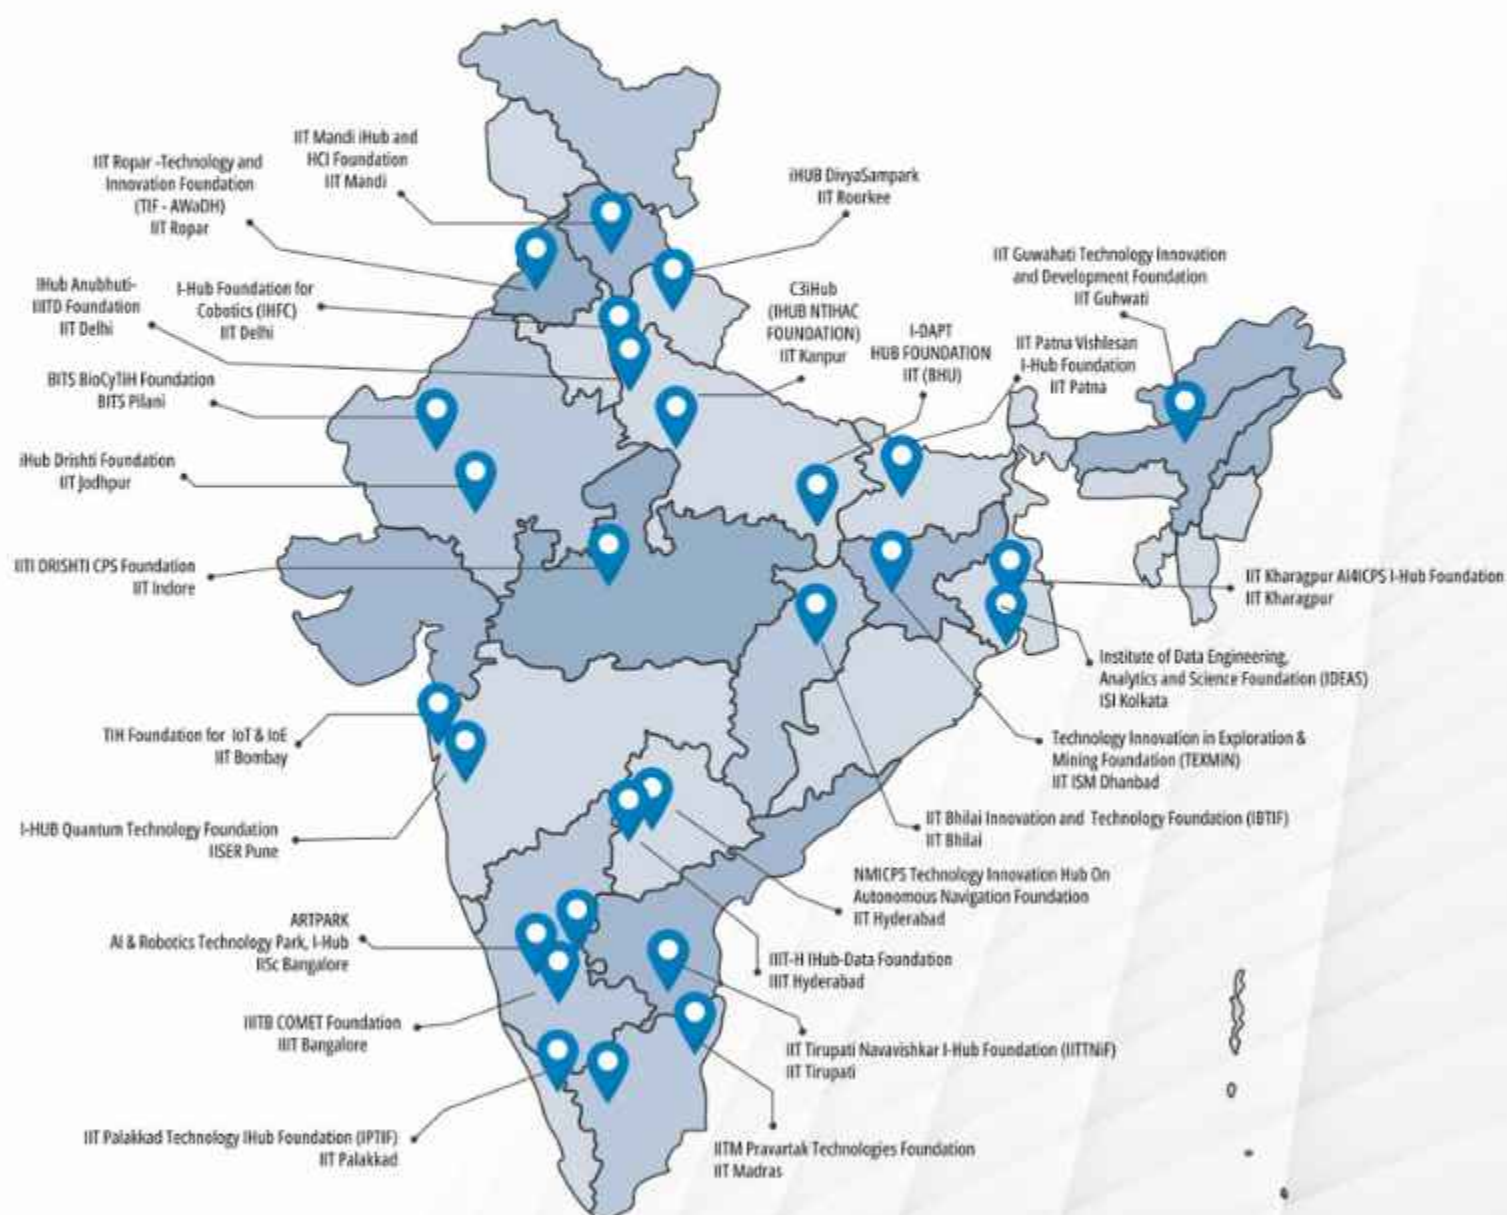 IIT Mandi iHub and
HCI Foundation
IIT Mandi
IIT Ropar -Technology and
Innovation Foundation
(TIF - AWaDH)
IIT Ropar
iHUB DivyaSampark
IIT Roorkee
IIT Guwahati Technology Innovation
and Development Foundation
IIT Guhwati
iHub Anubhuti-
IIITD Foundation
IIT Delhi
I-Hub Foundation for
Cobotics (IHFC)
IIT Delhi
C3iHub
(IHUB NTIHAC
FOUNDATION)
IIT Kanpur
I-DAPT
HUB FOUNDATION
IIT (BHU)
IIT Patna Vishlesan
I-Hub Foundation
IIT Patna
BITS BioCyTiH Foundation
BITS Pilani
iHub Drishti Foundation
IIT Jodhpur
IITI DRISHTI CPS Foundation
IIT Indore
IIT Kharagpur AI4ICPS I-Hub Foundation
IIT Kharagpur
Institute of Data Engineering,
Analytics and Science Foundation (IDEAS)
ISI Kolkata
TIH Foundation for IoT & IoE
IIT Bombay
Technology Innovation in Exploration &
Mining Foundation (TEXMiN)
IIT ISM Dhanbad
I-HUB Quantum Technology Foundation
IISER Pune
IIT Bhilai Innovation and Technology Foundation (IBTIF)
IIT Bhilai
NMICPS Technology Innovation Hub On
Autonomous Navigation Foundation
IIT Hyderabad
ARTPARK
AI & Robotics Technology Park, I-Hub
IISc Bangalore
IIIT-H IHub-Data Foundation
IIIT Hyderabad
IIITB COMET Foundation
IIIT Bangalore
IIT Tirupati Navavishkar I-Hub Foundation (IITTNiF)
IIT Tirupati
IIT Palakkad Technology IHub Foundation (IPTIF)
IIT Palakkad
IITM Pravartak Technologies Foundation
IIT Madras